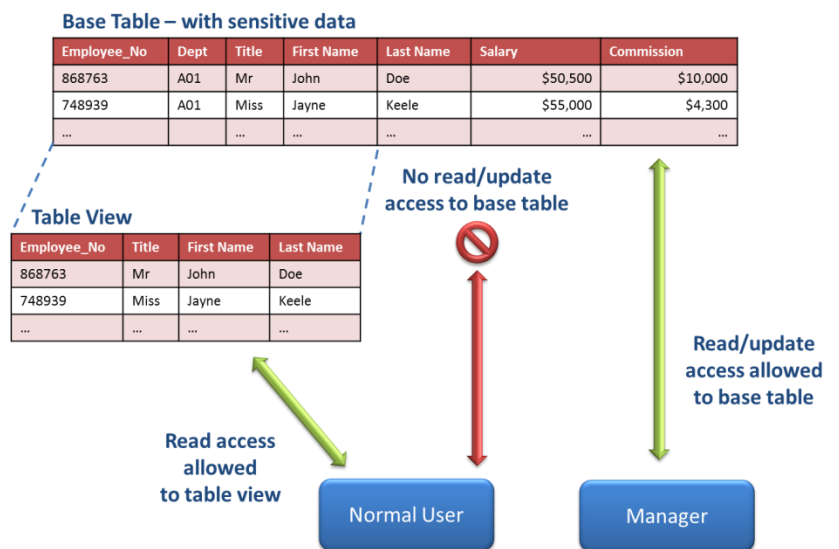 Base Table – with sensitive data
Employee_No Dept Title First Name Last Name Salary Commission
868763 A01 Mr John Doe $50,500 $10,000
748939 A01 Miss Jayne Keele $55,000 $4,300
... ... ... ... ... ...
No read/update
access to base table
Table View
Employee_No Title First Name Last Name
868763 Mr John Doe
748939 Miss Jayne Keele
... ... ... ...
Read/update
access allowed
to base table
Read access
allowed
to table view
Normal User
Manager